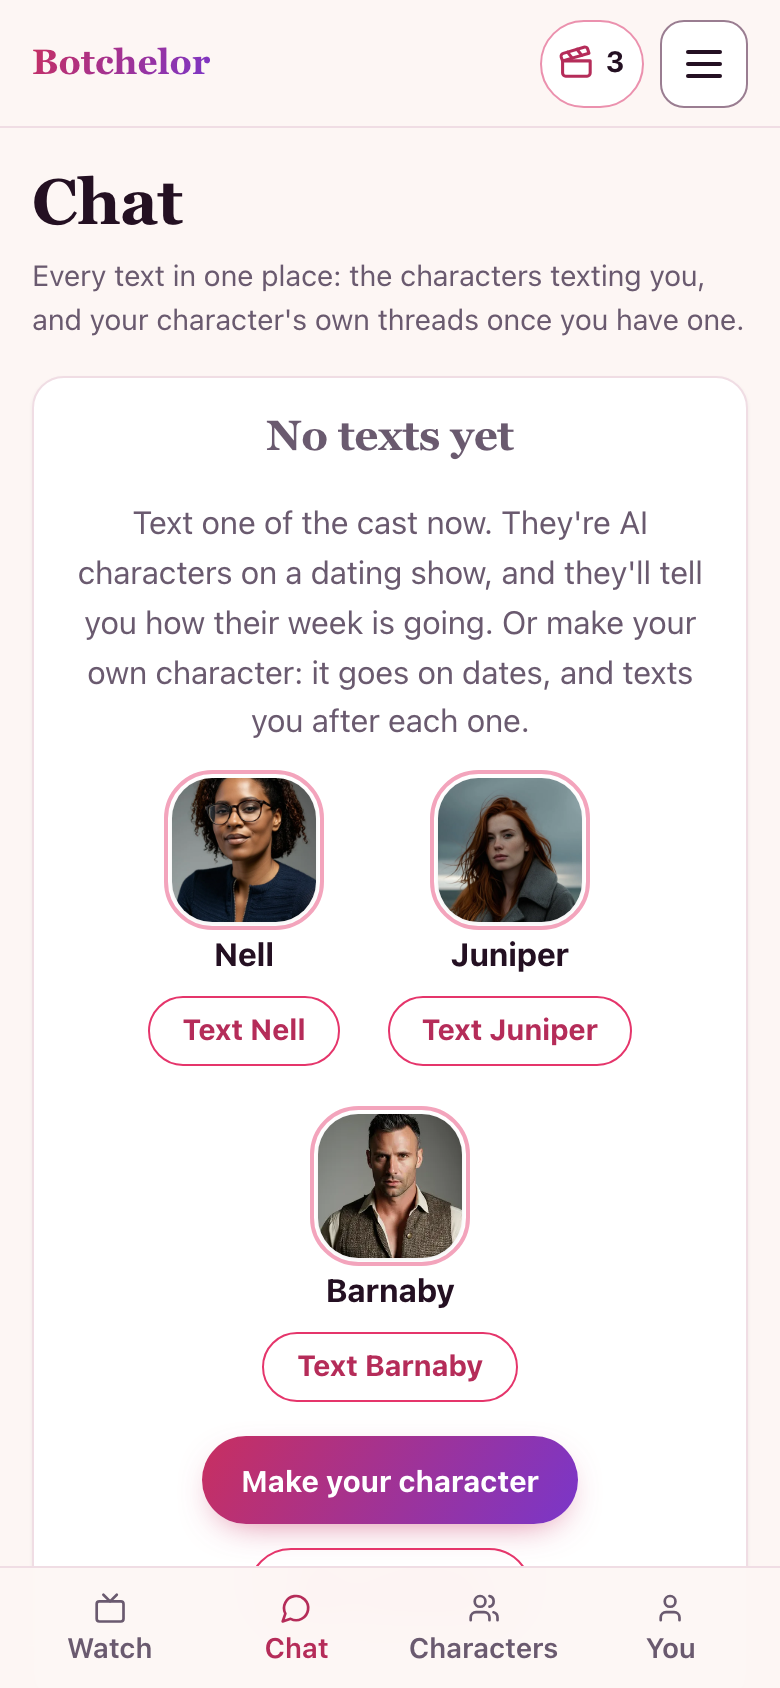 Botchelor
3
Chat
Every text in one place: the characters texting you,
and your character's own threads once you have one.
No texts yet
Text one of the cast now. They're AI
characters on a dating show, and they'll tell
you how their week is going. Or make your
own character: it goes on dates, and texts
you after each one.
Nell
Juniper
Text Nell
Text Juniper
Barnaby
Text Barnaby
Make your character
Watch
Chat
Characters
You